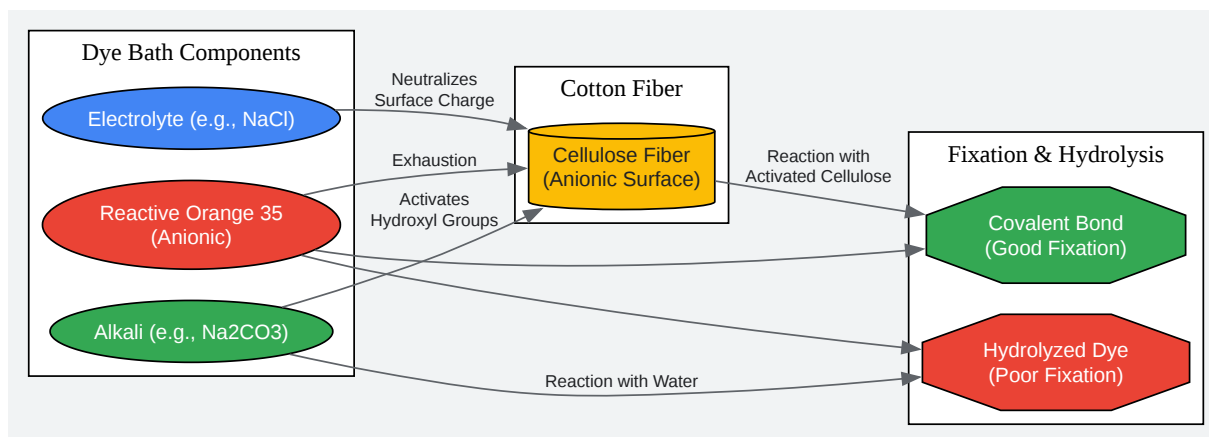 Dye Bath Components
Electrolyte (e.g., NaCl)
Reactive Orange 35
(Anionic)
Alkali (e.g., Na2CO3)
Neutralizes
Surface Charge
Exhaustion
Activates
Hydroxyl Groups
Cotton Fiber
Cellulose Fiber
(Anionic Surface)
Reaction with
Activated Cellulose
Reaction with Water
Fixation & Hydrolysis
Covalent Bond
(Good Fixation)
Hydrolyzed Dye
(Poor Fixation)